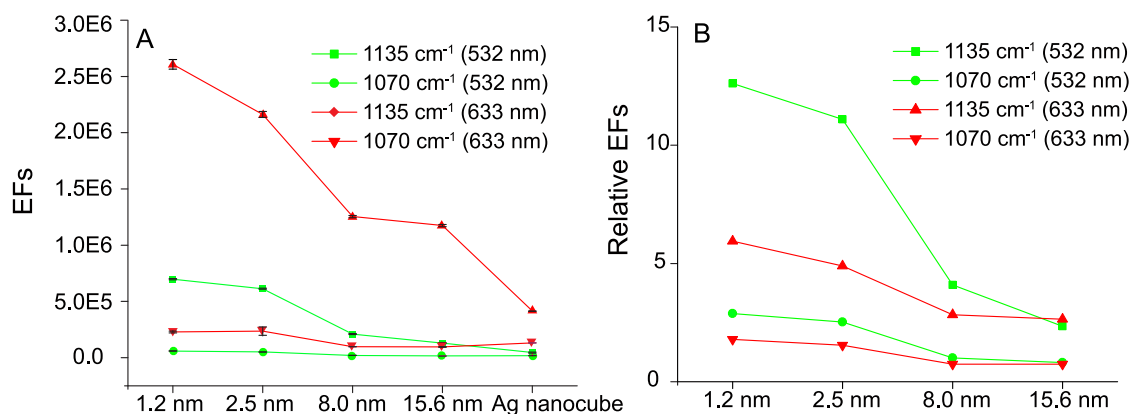 A
EFs
3.0E6
2.5E6
2.0E6
1.5E6
1.0E6
5.0E5
0.0
1135 cm⁻¹ (532 nm)
1070 cm⁻¹ (532 nm)
1135 cm⁻¹ (633 nm)
1070 cm⁻¹ (633 nm)
1.2 nm 2.5 nm 8.0 nm 15.6 nm Ag nanocube
B
Relative EFs
15
10
5
0
1135 cm⁻¹ (532 nm)
1070 cm⁻¹ (532 nm)
1135 cm⁻¹ (633 nm)
1070 cm⁻¹ (633 nm)
1.2 nm 2.5 nm 8.0 nm 15.6 nm